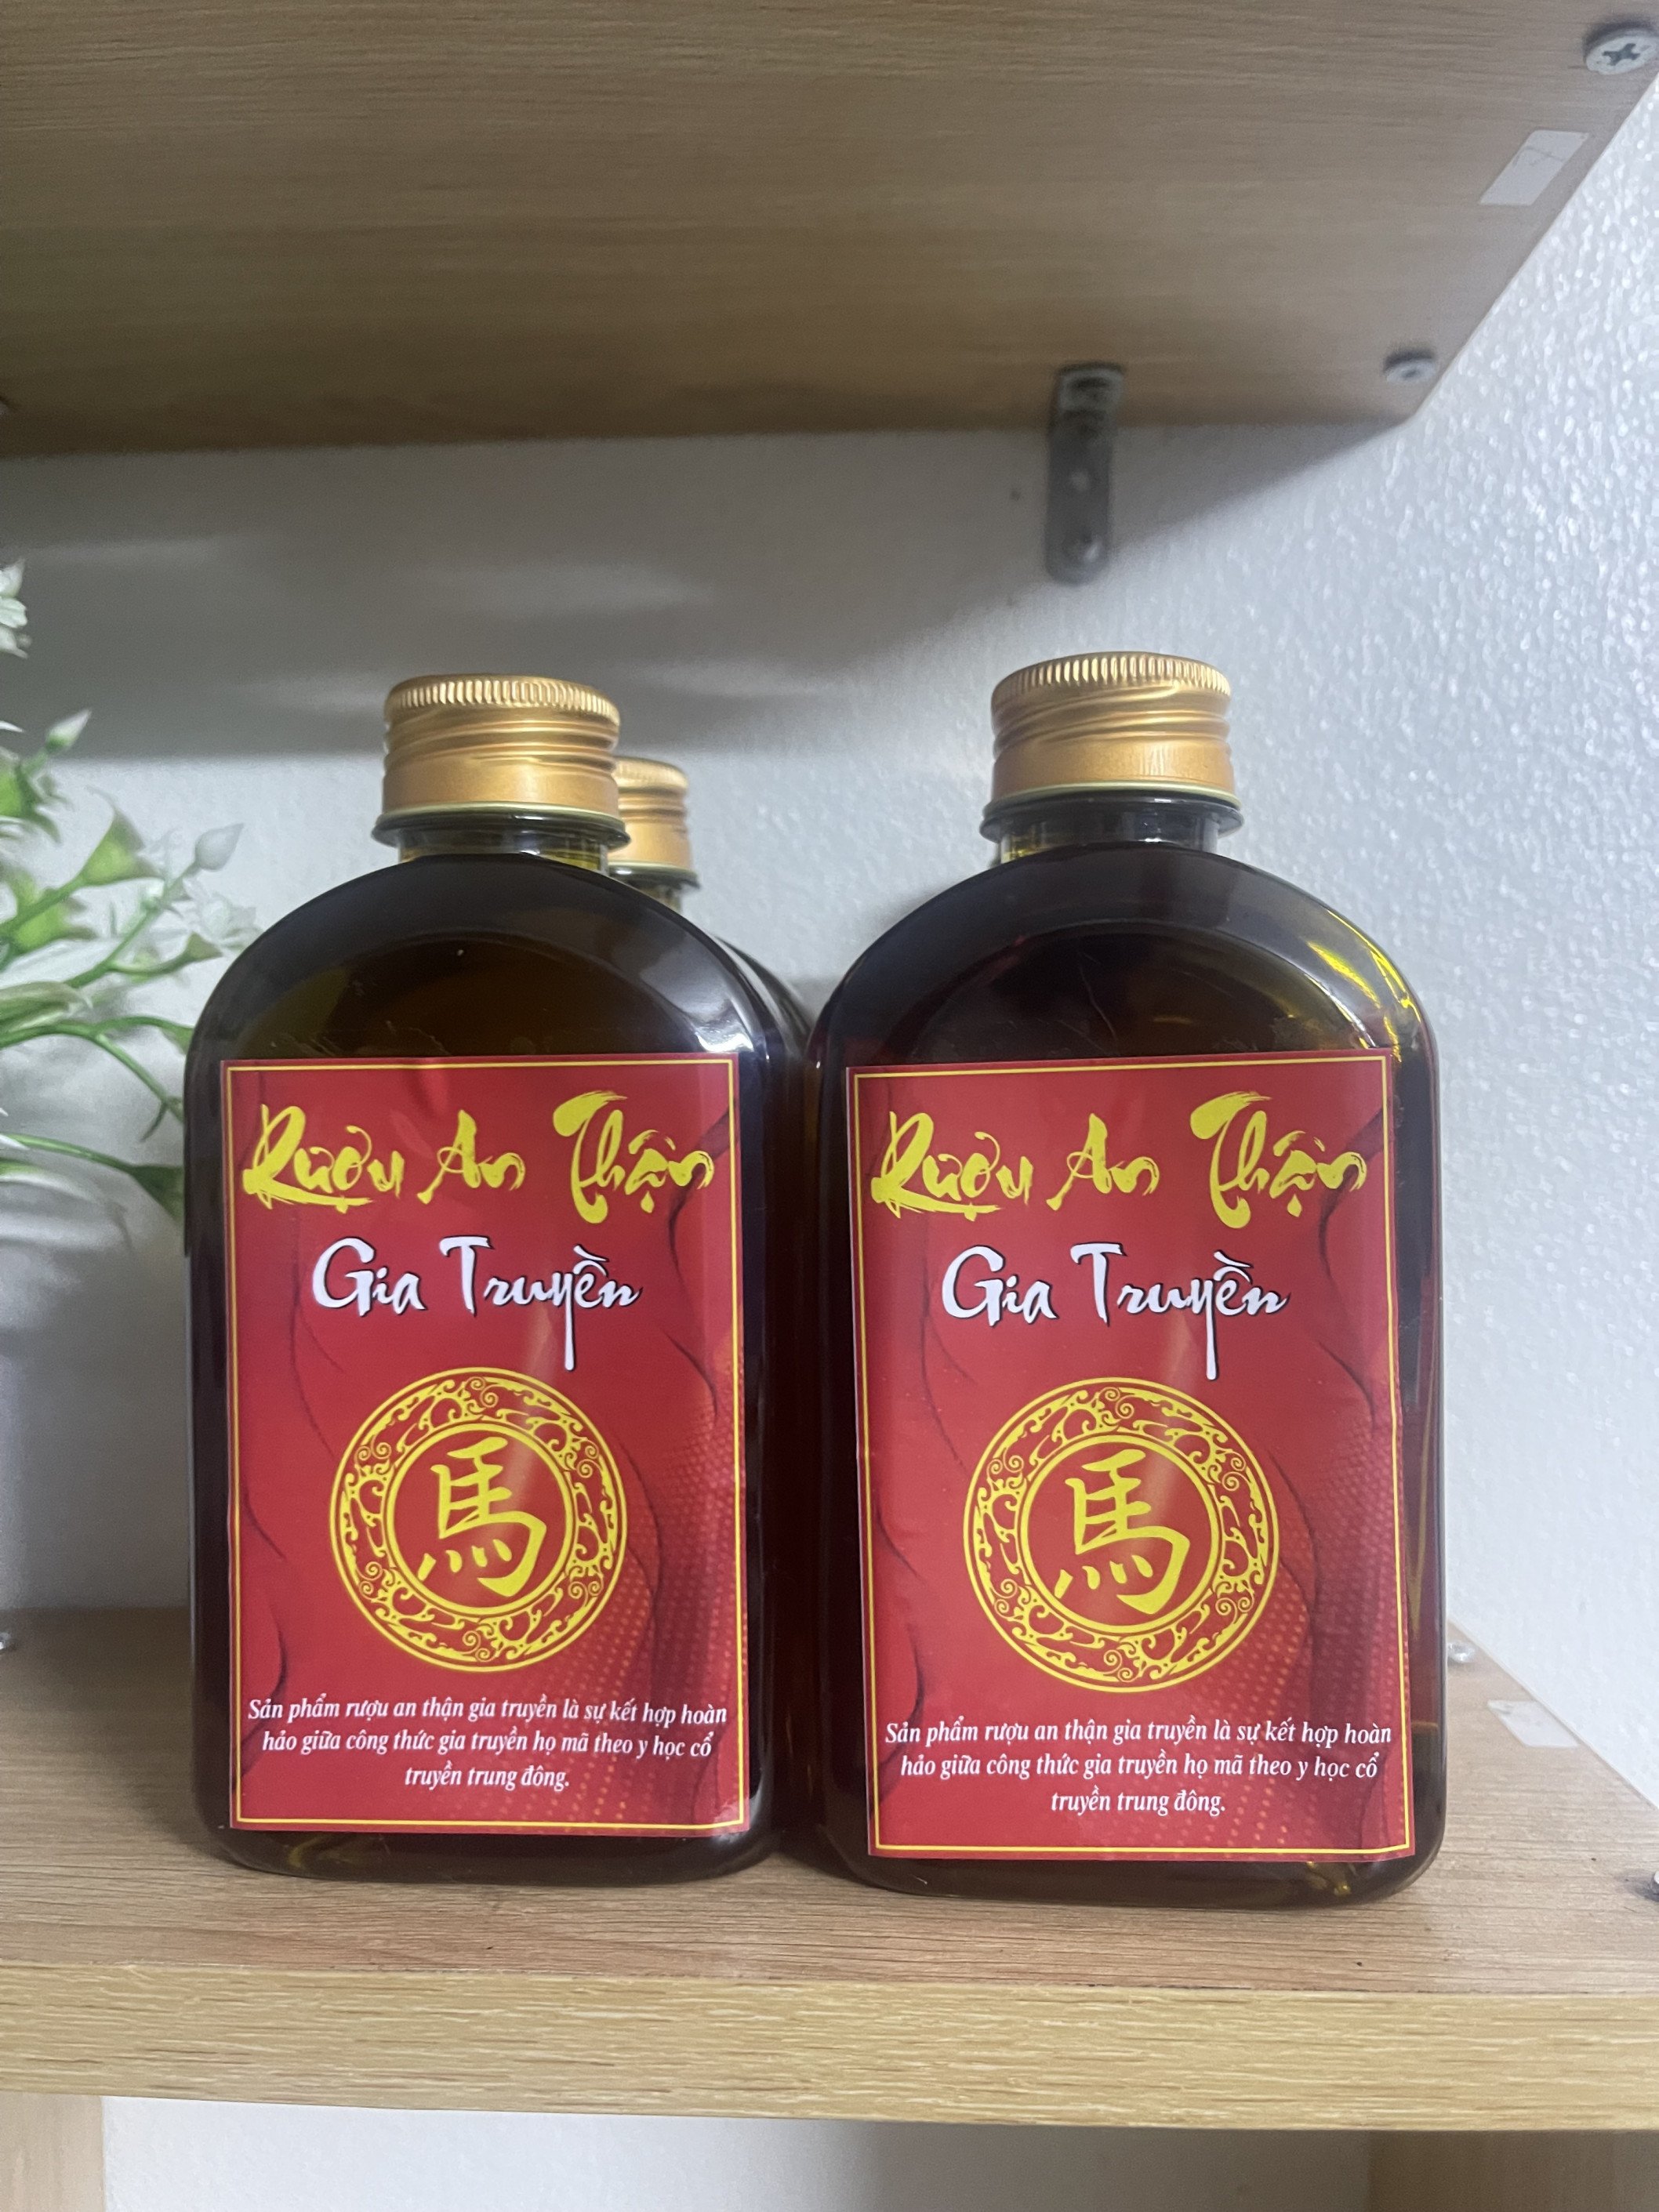 Rượu An Thận
Gia Truyền
馬
Sản phẩm rượu an thận gia truyền là sự kết hợp hoàn
hảo giữa công thức gia truyền họ mã theo y học cổ
truyền trung đông.
Rượu An Thận
Gia Truyền
馬
Sản phẩm rượu an thận gia truyền là sự kết hợp hoàn
hảo giữa công thức gia truyền họ mã theo y học cổ
truyền trung đông.